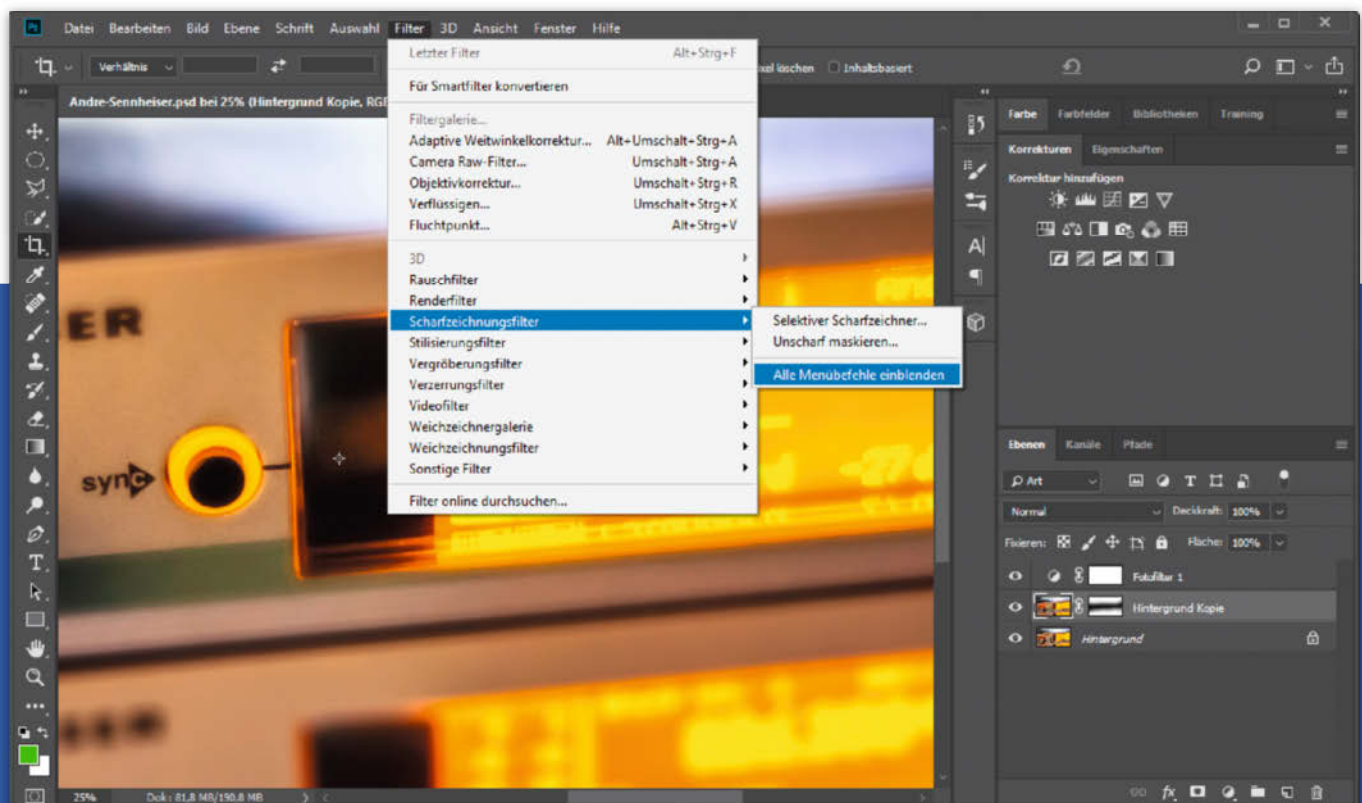 Ps Datei Bearbeiten Bild Ebene Schrift Auswahl Filter 3D Ansicht Fenster Hilfe
Verhältnis
löschen Inhaltsbasiert
Andre-Sennheiser.psd bei 25% (Hintergrund Kopie, RGB
Letzter Filter Alt+Strg+F
Für Smartfilter konvertieren
Filtergalerie...
Adaptive Weitwinkelkorrektur... Alt+Umschalt+Strg+A
Camera Raw-Filter... Umschalt+Strg+A
Objektivkorrektur... Umschalt+Strg+R
Verflüssigen... Umschalt+Strg+X
Fluchtpunkt... Alt+Strg+V
3D
Rauschfilter
Renderfilter
Scharfzeichnungsfilter
Stilisierungsfilter
Vergröberungsfilter
Verzerrungsfilter
Videofilter
Weichzeichnergalerie
Weichzeichnungsfilter
Sonstige Filter
Filter online durchsuchen...
Selektiver Scharfzeichner...
Unscharf maskieren...
Alle Menübefehle einblenden
ER
sync
Farbe Farbfelder Bibliotheken Training
Korrekturen Eigenschaften
Korrektur hinzufügen
Ebenen Kanäle Pfade
Art
Normal Deckkraft: 100%
Fixieren: Fläche: 100%
Fotofilter 1
Hintergrund Kopie
Hintergrund
25% Dok: 81,8 MB/190,8 MB